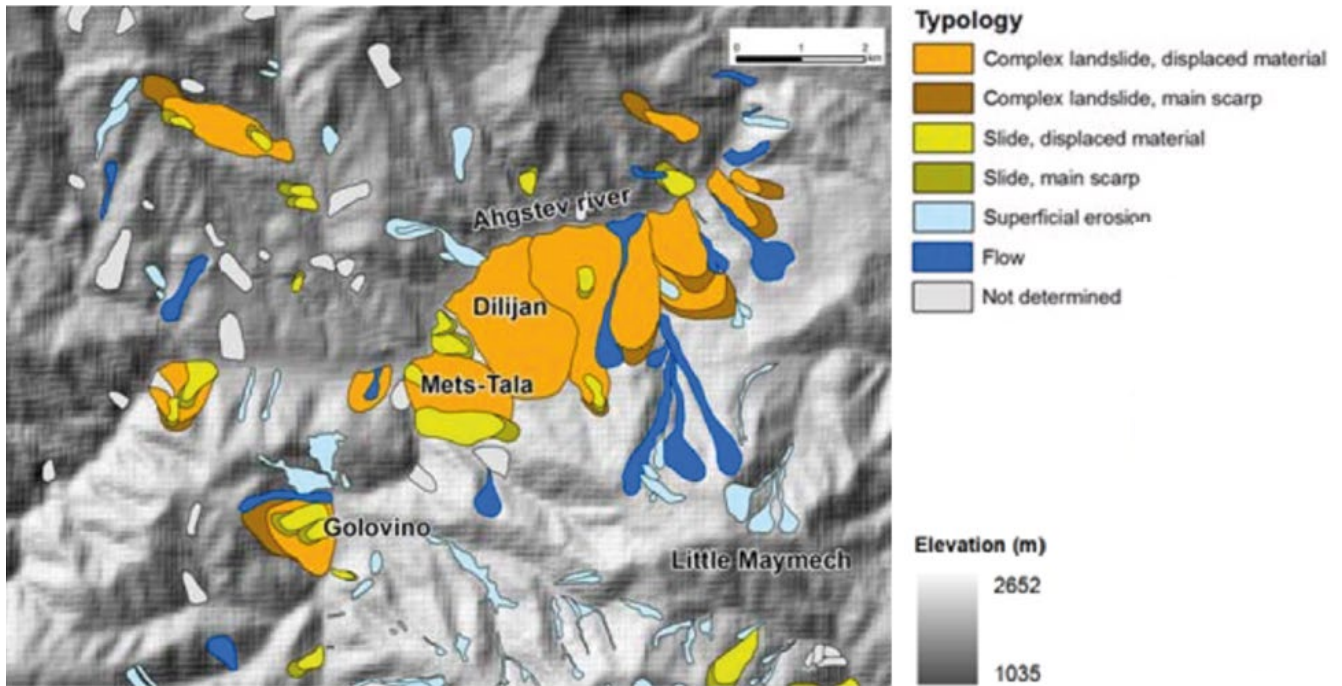 0 1 2
km
Ahgstev river
Dilijan
Mets-Tala
Golovino
Little Maymech
Typology
Complex landslide, displaced material
Complex landslide, main scarp
Slide, displaced material
Slide, main scarp
Superficial erosion
Flow
Not determined
Elevation (m)
2652
1035